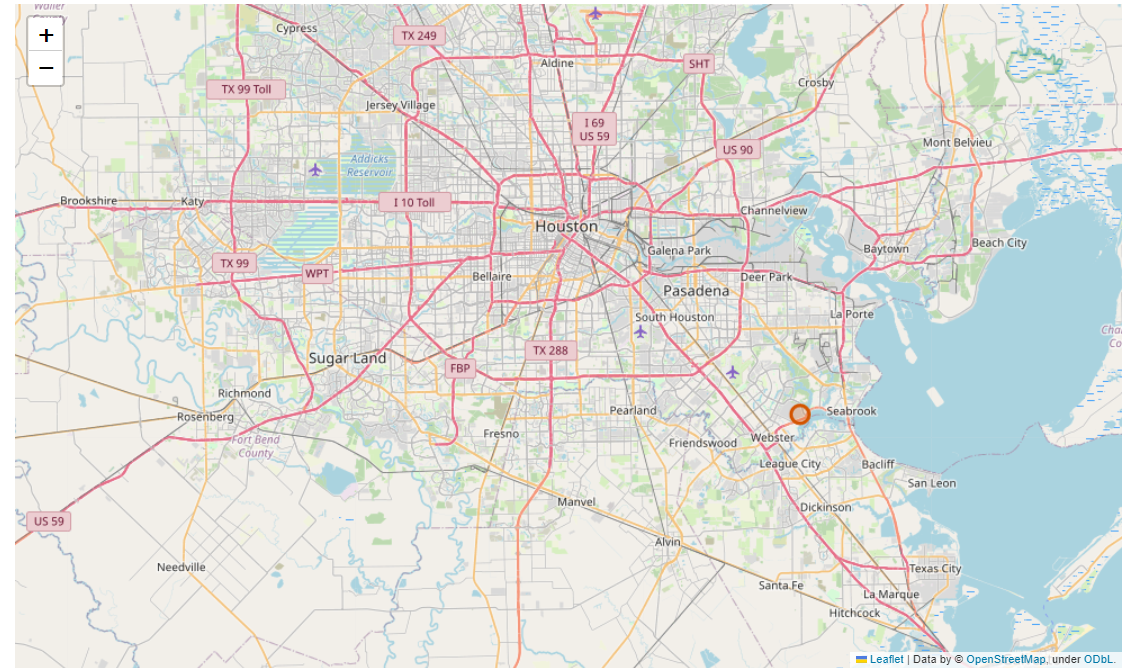 Waller
County
+
−
Cypress
TX 249
Aldine
SHT
Crosby
TX 99 Toll
Jersey Village
I 69
US 59
US 90
Mont Belvieu
Addicks
Reservoir
Brookshire
Katy
I 10 Toll
Channelview
Houston
Galena Park
Baytown
Beach City
TX 99
WPT
Bellaire
Deer Park
Pasadena
South Houston
La Porte
Sugar Land
TX 288
FBP
Richmond
Rosenberg
Pearland
Seabrook
Fort Bend
County
Fresno
Friendswood
Webster
League City
Bacliff
San Leon
Manvel
Dickinson
US 59
Alvin
Needville
Santa Fe
Texas City
La Marque
Hitchcock
Leaflet | Data by © OpenStreetMap, under ODbL.